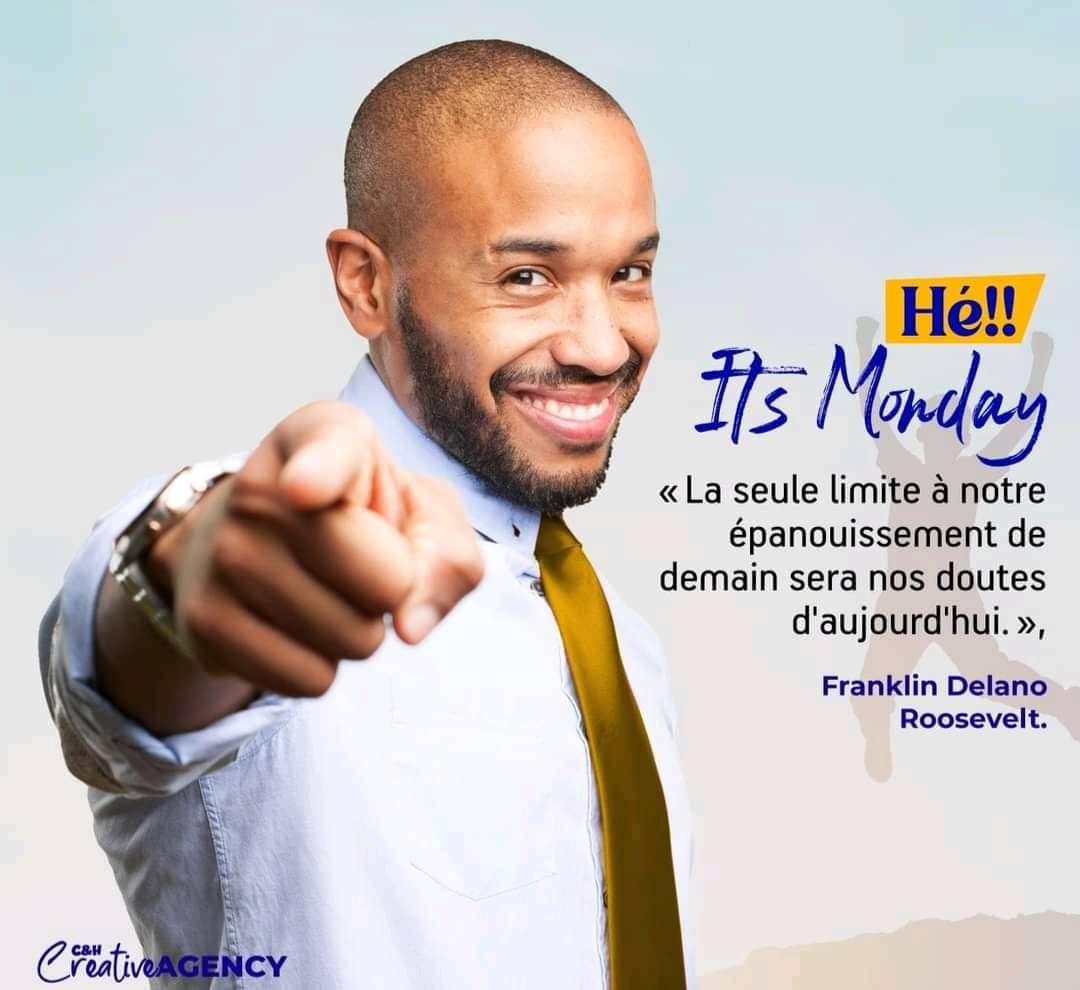 Hé!!
Its Monday
« La seule limite à notre
épanouissement de
demain sera nos doutes
d'aujourd'hui. »,
Franklin Delano
Roosevelt.
C&H
CreativeAGENCY